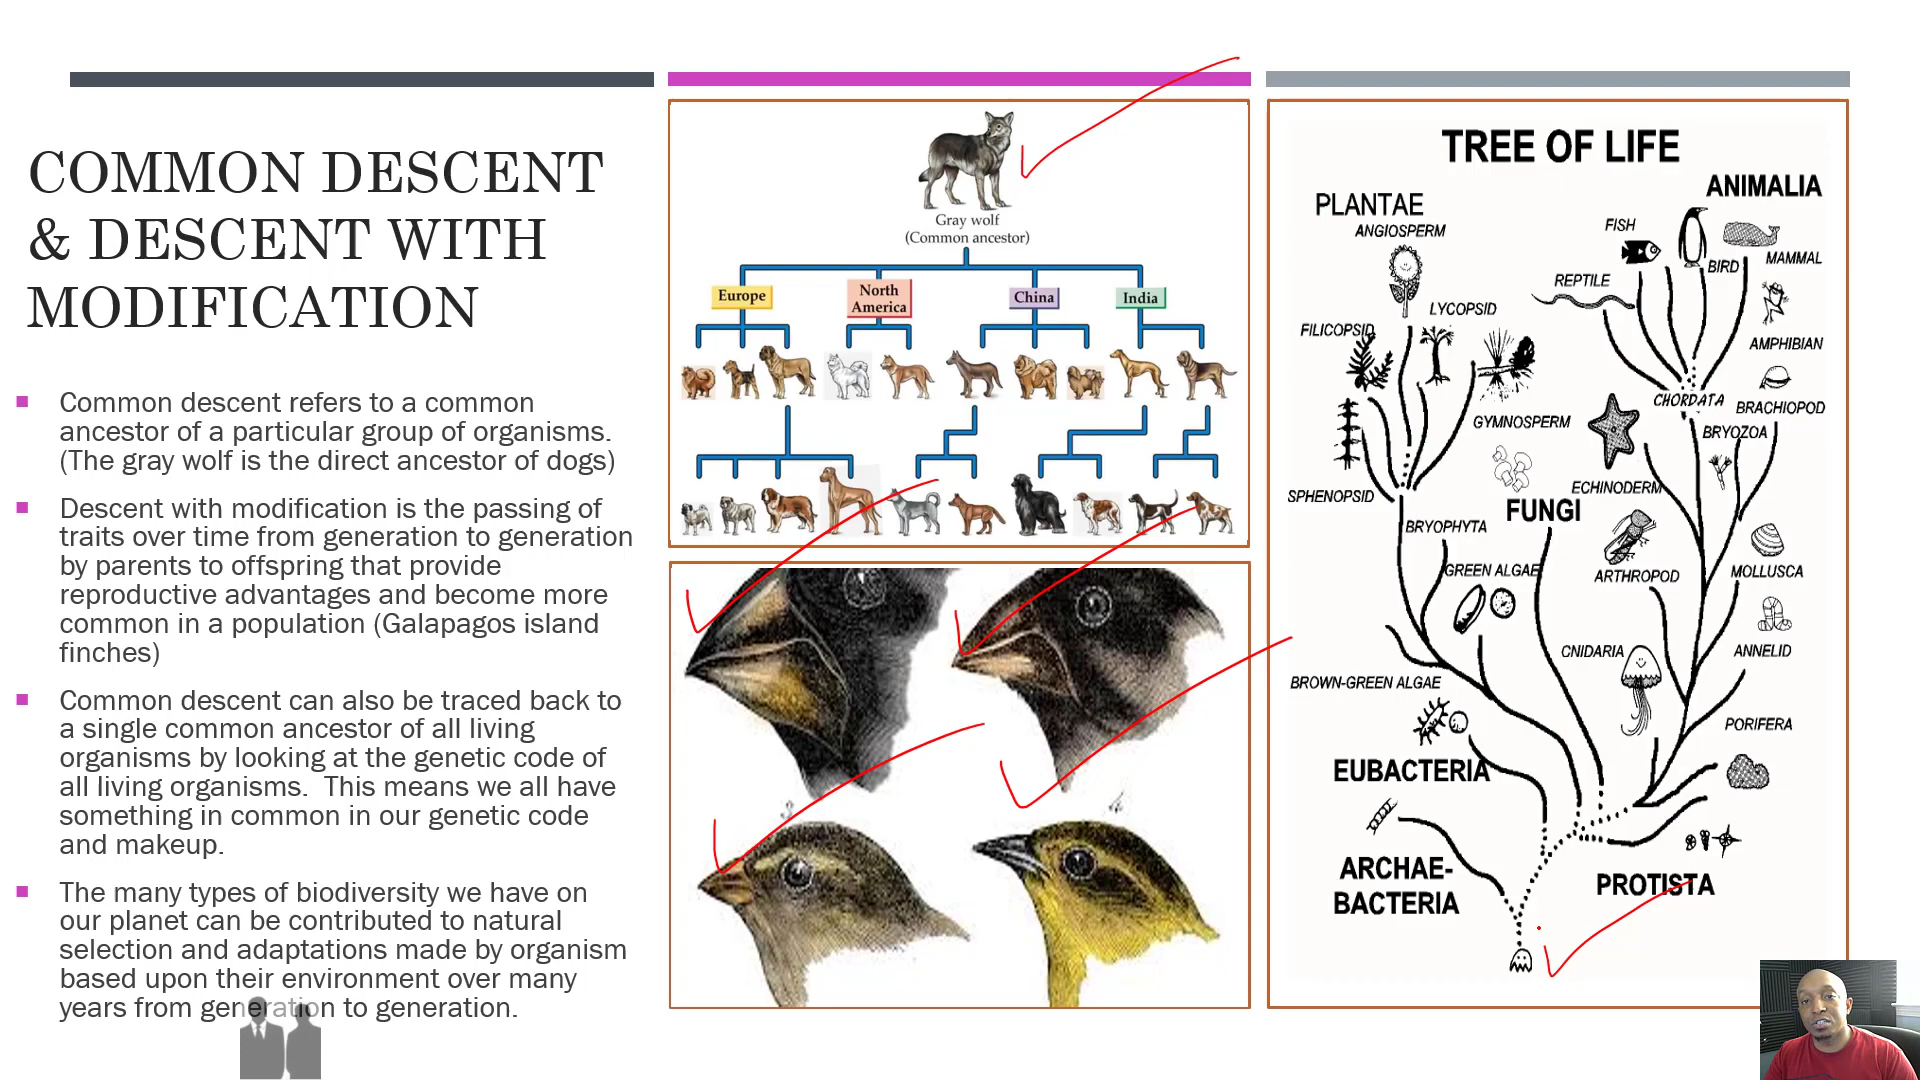 COMMON DESCENT
& DESCENT WITH
MODIFICATION
Common descent refers to a common
ancestor of a particular group of organisms.
(The gray wolf is the direct ancestor of dogs)
Descent with modification is the passing of
traits over time from generation to generation
by parents to offspring that provide
reproductive advantages and become more
common in a population (Galapagos island
finches)
Common descent can also be traced back to
a single common ancestor of all living
organisms by looking at the genetic code of
all living organisms.  This means we all have
something in common in our genetic code
and makeup.
The many types of biodiversity we have on
our planet can be contributed to natural
selection and adaptations made by organism
based upon their environment over many
years from generation to generation.
Gray wolf
(Common ancestor)
Europe
North
America
China
India
TREE OF LIFE
PLANTAE
ANIMALIA
ANGIOSPERM
FISH
BIRD
MAMMAL
REPTILE
LYCOPSID
FILICOPSID
AMPHIBIAN
CHORDATA
BRACHIOPOD
GYMNOSPERM
BRYOZOA
SPHENOPSID
ECHINODERM
FUNGI
BRYOPHYTA
GREEN ALGAE
ARTHROPOD
MOLLUSCA
CNIDARIA
ANNELID
BROWN-GREEN ALGAE
PORIFERA
EUBACTERIA
ARCHAE-
BACTERIA
PROTISTA